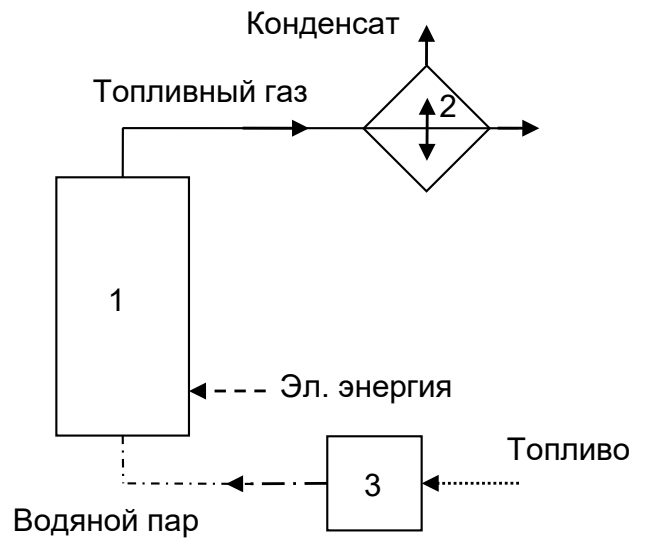 Конденсат
Топливный газ
2
1
Эл. энергия
Топливо
3
Водяной пар